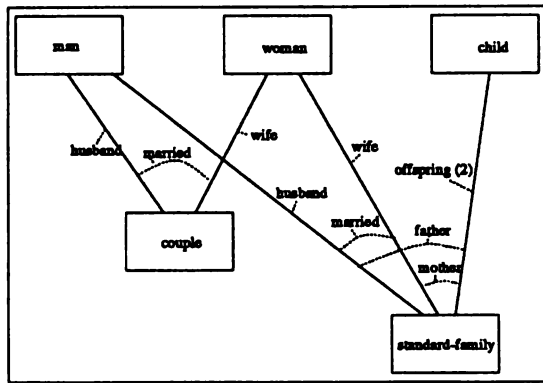 man
woman
child
husband
married
wife
wife
offspring (2)
husband
married
father
couple
mother
standard-family